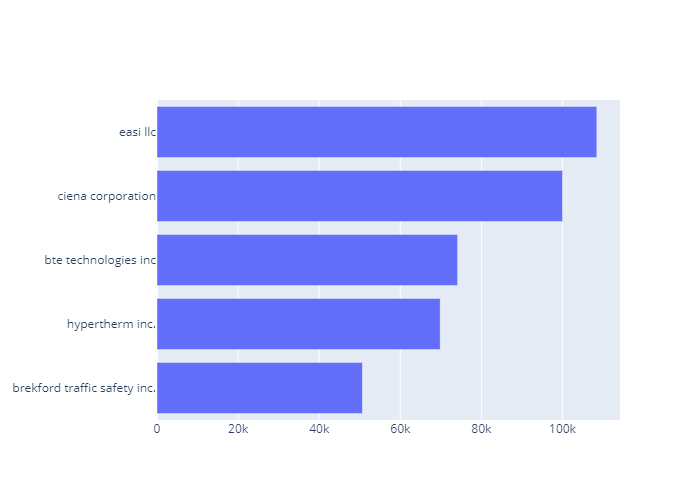 easi llc
ciena corporation
bte technologies inc
hypertherm inc.
brekford traffic safety inc.
0 20k 40k 60k 80k 100k